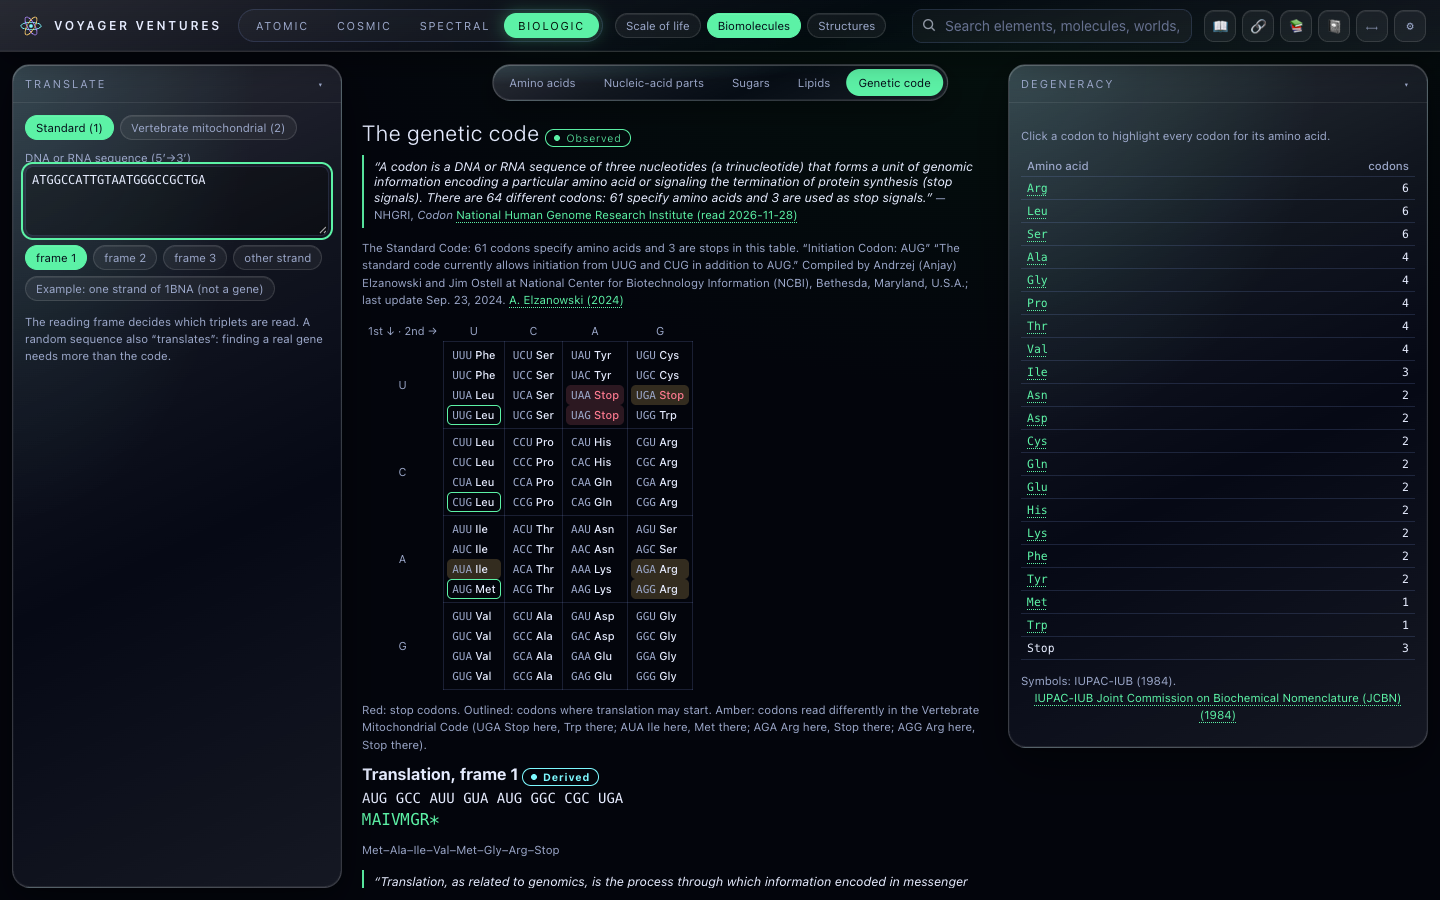 VOYAGER VENTURES
ATOMIC COSMIC SPECTRAL BIOLOGIC
Scale of life Biomolecules Structures
Search elements, molecules, worlds,
TRANSLATE
Standard (1) Vertebrate mitochondrial (2)
DNA or RNA sequence (5′→3′)
ATGGCCATTGTAATGGGCCGCTGA
frame 1 frame 2 frame 3 other strand
Example: one strand of 1BNA (not a gene)
The reading frame decides which triplets are read. A
random sequence also “translates”: finding a real gene
needs more than the code.
Amino acids Nucleic-acid parts Sugars Lipids Genetic code
The genetic code Observed
“A codon is a DNA or RNA sequence of three nucleotides (a trinucleotide) that forms a unit of genomic
information encoding a particular amino acid or signaling the termination of protein synthesis (stop
signals). There are 64 different codons: 61 specify amino acids and 3 are used as stop signals.” —
NHGRI, Codon National Human Genome Research Institute (read 2026-11-28)
The Standard Code: 61 codons specify amino acids and 3 are stops in this table. “Initiation Codon: AUG” “The
standard code currently allows initiation from UUG and CUG in addition to AUG.” Compiled by Andrzej (Anjay)
Elzanowski and Jim Ostell at National Center for Biotechnology Information (NCBI), Bethesda, Maryland, U.S.A.;
last update Sep. 23, 2024. A. Elzanowski (2024)
1st ↓ · 2nd → U C A G
UUU Phe UCU Ser UAU Tyr UGU Cys
UUC Phe UCC Ser UAC Tyr UGC Cys
U
UUA Leu UCA Ser UAA Stop UGA Stop
UUG Leu UCG Ser UAG Stop UGG Trp
CUU Leu CCU Pro CAU His CGU Arg
CUC Leu CCC Pro CAC His CGC Arg
C
CUA Leu CCA Pro CAA Gln CGA Arg
CUG Leu CCG Pro CAG Gln CGG Arg
AUU Ile ACU Thr AAU Asn AGU Ser
AUC Ile ACC Thr AAC Asn AGC Ser
A
AUA Ile ACA Thr AAA Lys AGA Arg
AUG Met ACG Thr AAG Lys AGG Arg
GUU Val GCU Ala GAU Asp GGU Gly
GUC Val GCC Ala GAC Asp GGC Gly
G
GUA Val GCA Ala GAA Glu GGA Gly
GUG Val GCG Ala GAG Glu GGG Gly
Red: stop codons. Outlined: codons where translation may start. Amber: codons read differently in the Vertebrate
Mitochondrial Code (UGA Stop here, Trp there; AUA Ile here, Met there; AGA Arg here, Stop there; AGG Arg here,
Stop there).
Translation, frame 1 Derived
AUG GCC AUU GUA AUG GGC CGC UGA
MAIVMGR*
Met–Ala–Ile–Val–Met–Gly–Arg–Stop
“Translation, as related to genomics, is the process through which information encoded in messenger
DEGENERACY
Click a codon to highlight every codon for its amino acid.
Amino acid codons
Arg 6
Leu 6
Ser 6
Ala 4
Gly 4
Pro 4
Thr 4
Val 4
Ile 3
Asn 2
Asp 2
Cys 2
Gln 2
Glu 2
His 2
Lys 2
Phe 2
Tyr 2
Met 1
Trp 1
Stop 3
Symbols: IUPAC-IUB (1984).
IUPAC-IUB Joint Commission on Biochemical Nomenclature (JCBN)
(1984)